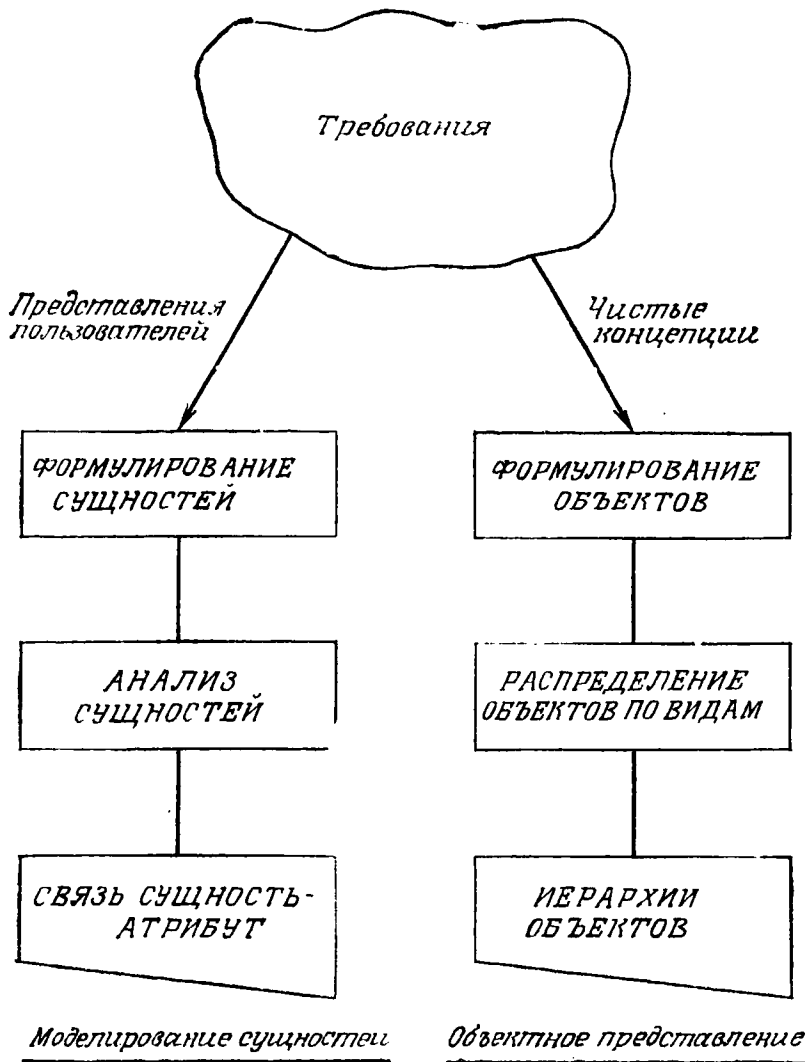 Требования
Представления
пользователей
Чистые
концепции
ФОРМУЛИРОВАНИЕ
СУЩНОСТЕЙ
ФОРМУЛИРОВАНИЕ
ОБЪЕКТОВ
АНАЛИЗ
СУЩНОСТЕЙ
РАСПРЕДЕЛЕНИЕ
ОБЪЕКТОВ ПО ВИДАМ
СВЯЗЬ СУЩНОСТЬ-
АТРИБУТ
ИЕРАРХИИ
ОБЪЕКТОВ
Моделирование сущностей
Объектное представление